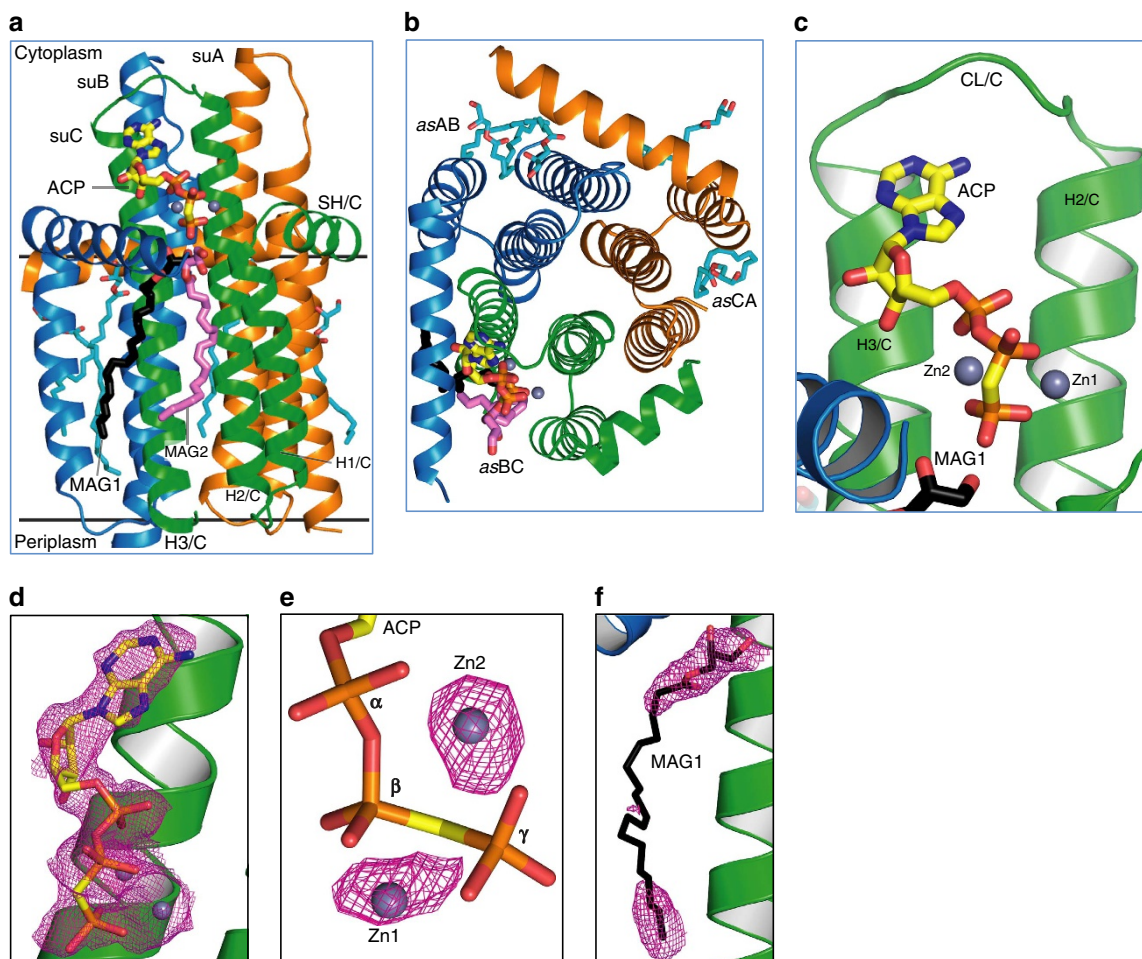 a
Cytoplasm
suA
suB
suC
ACP
SH/C
MAG2
MAG1
H1/C
H2/C
Periplasm
H3/C
b
asAB
asCA
asBC
c
CL/C
ACP
H2/C
H3/C
Zn2
Zn1
MAG1
d
e
ACP
Zn2
α
β
γ
Zn1
f
MAG1